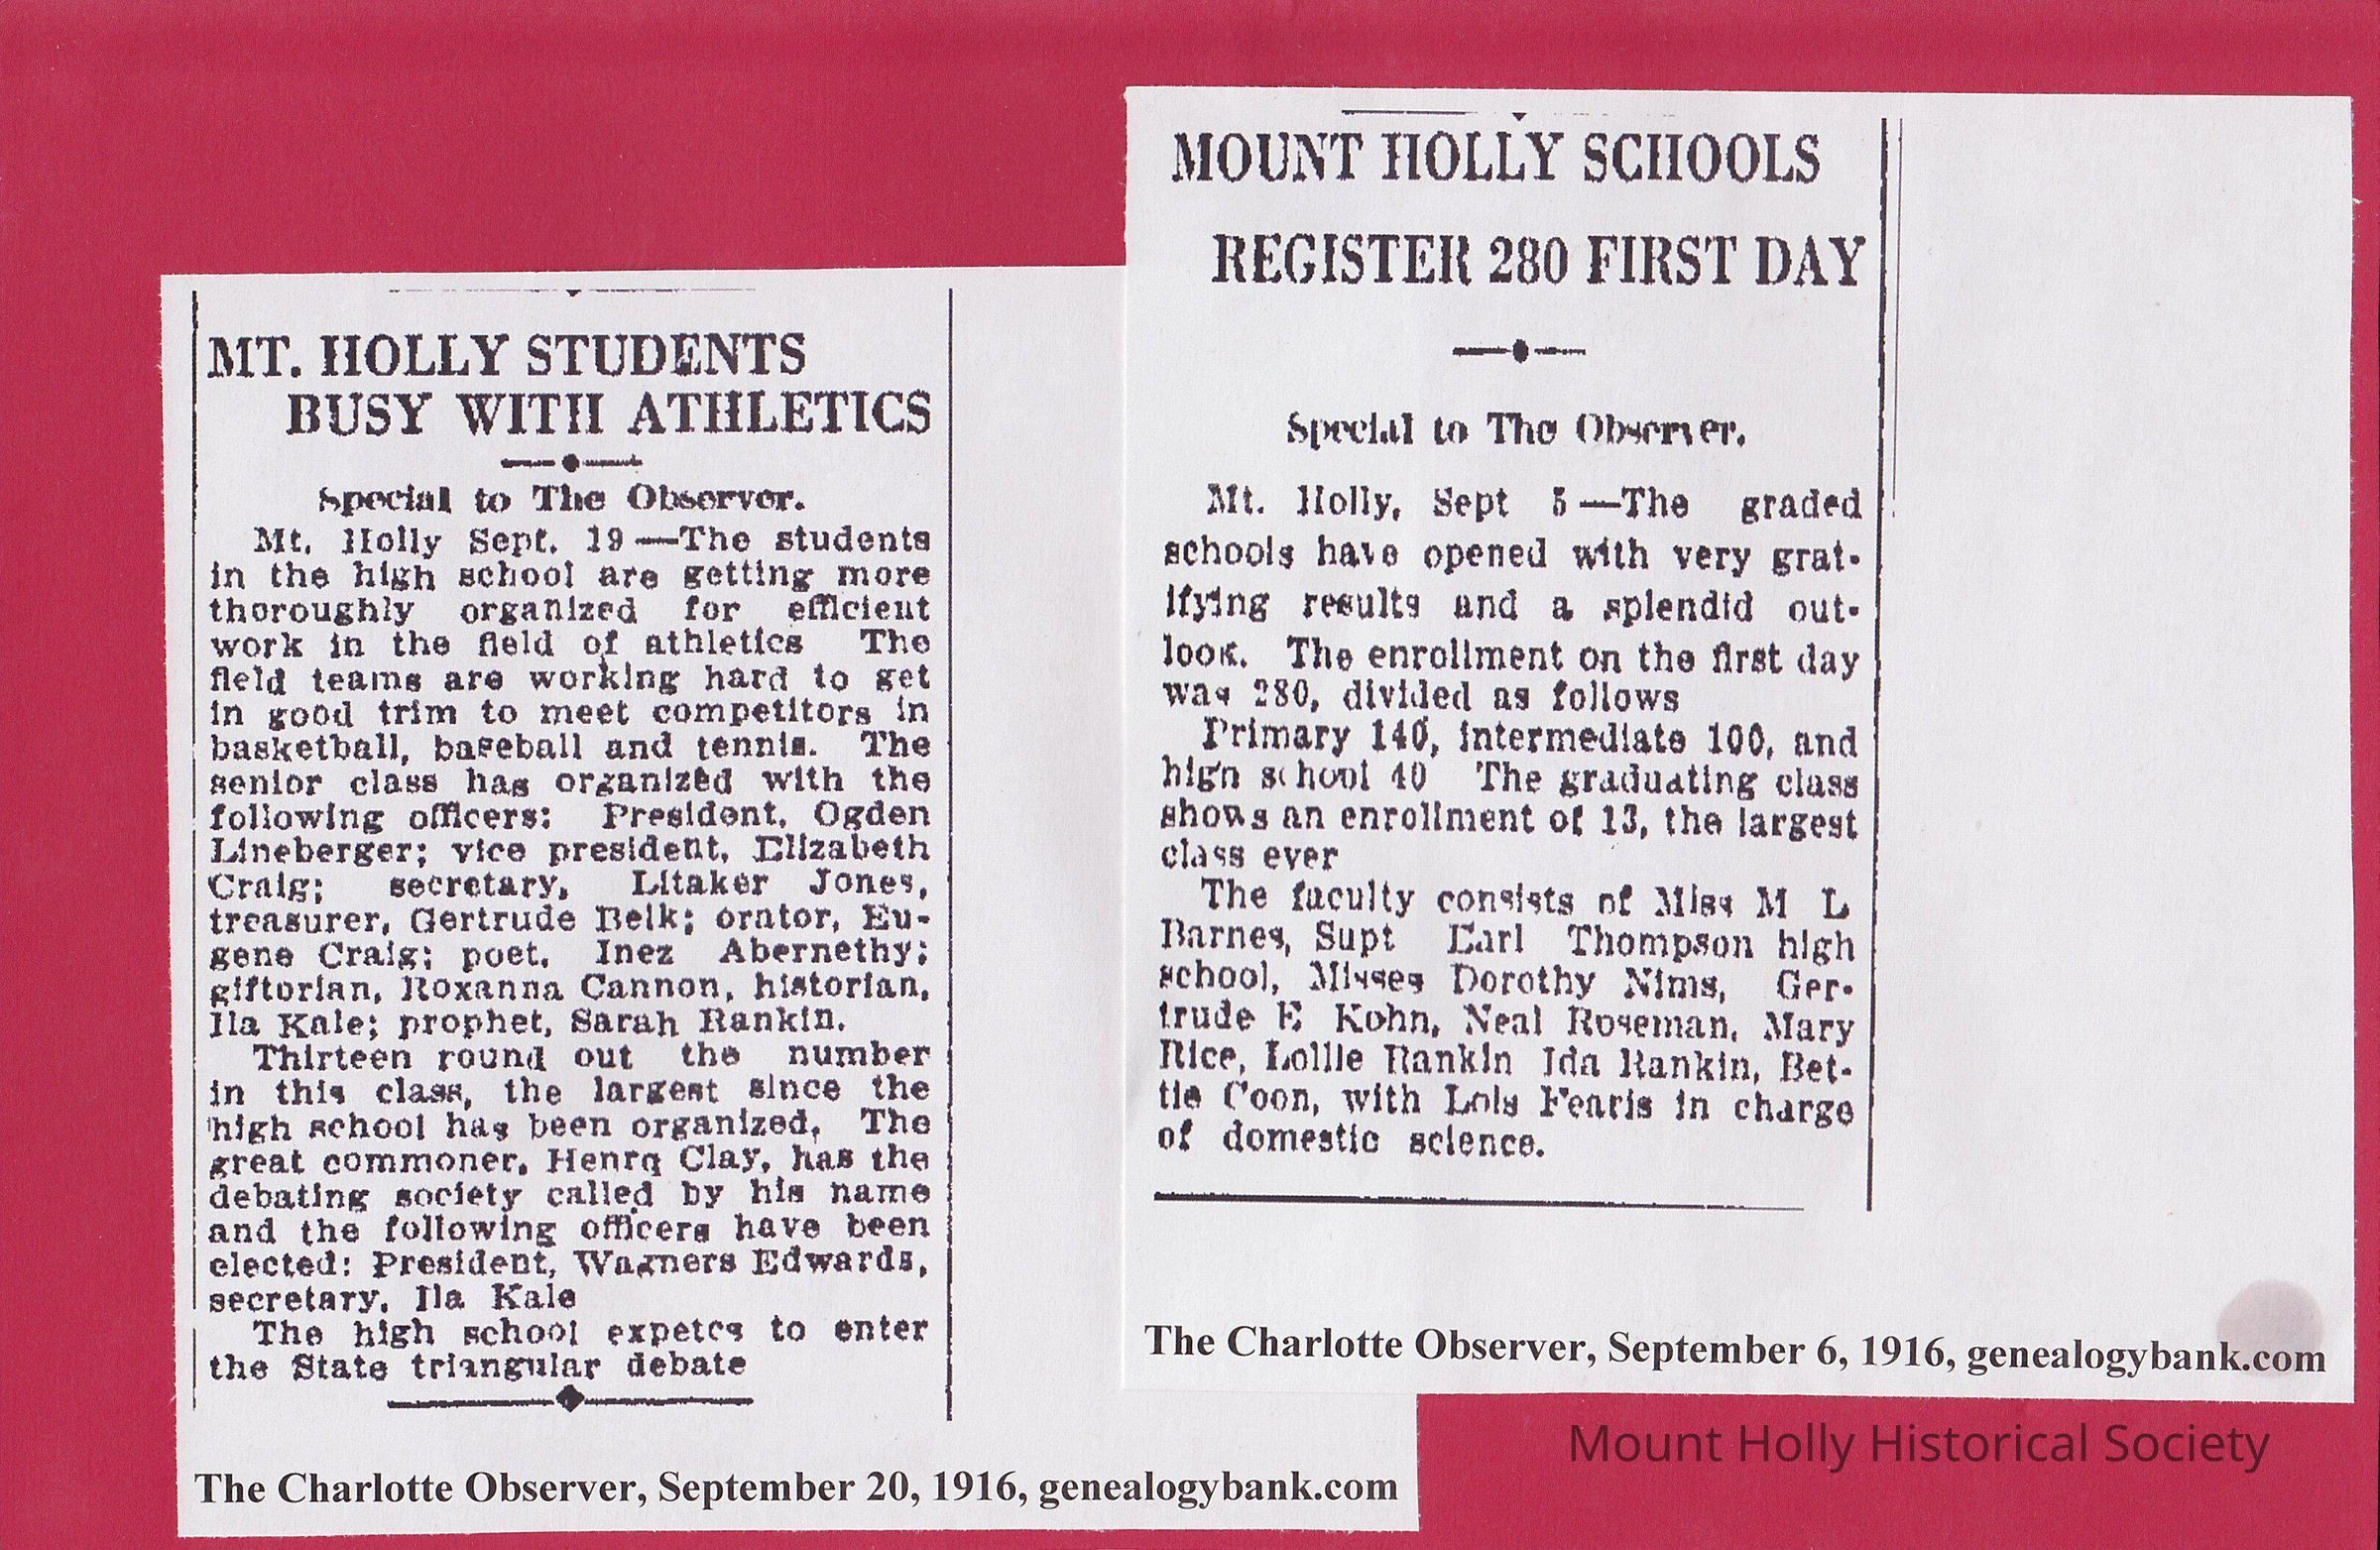 MT. HOLLY STUDENTS
BUSY WITH ATHLETICS
Special to The Observer.
Mt. Holly Sept. 19—The students
in the high school are getting more
thoroughly organized for efficient
work in the field of athletics The
field teams are working hard to get
in good trim to meet competitors in
basketball, baseball and tennis. The
senior class has organized with the
following officers: President, Ogden
Lineberger; vice president, Elizabeth
Craig; secretary, Litaker Jones,
treasurer, Gertrude Belk; orator, Eu-
gene Craig; poet, Inez Abernethy;
giftorian, Roxanna Cannon, historian,
Ila Kale; prophet, Sarah Rankin.
Thirteen round out the number
in this class, the largest since the
high school has been organized. The
great commoner, Henrq Clay, has the
debating society called by his name
and the following officers have been
elected: President, Wagners Edwards,
secretary, Ila Kale
The high school expetcs to enter
the State triangular debate
The Charlotte Observer, September 20, 1916, genealogybank.com
MOUNT HOLLY SCHOOLS
REGISTER 280 FIRST DAY
Special to The Observer.
Mt. Holly, Sept 5—The graded
schools have opened with very grat-
ifying results and a splendid out-
look. The enrollment on the first day
was 280, divided as follows
Primary 140, intermediate 100, and
high school 40 The graduating class
shows an enrollment of 13, the largest
class ever
The faculty consists of Miss M L
Barnes, Supt Earl Thompson high
school, Misses Dorothy Nims, Ger-
trude E Kohn, Neal Roseman, Mary
Rice, Lollie Rankin Ida Rankin, Bet-
tie Coon, with Lois Fearis in charge
of domestic science.
The Charlotte Observer, September 6, 1916, genealogybank.com
Mount Holly Historical Society